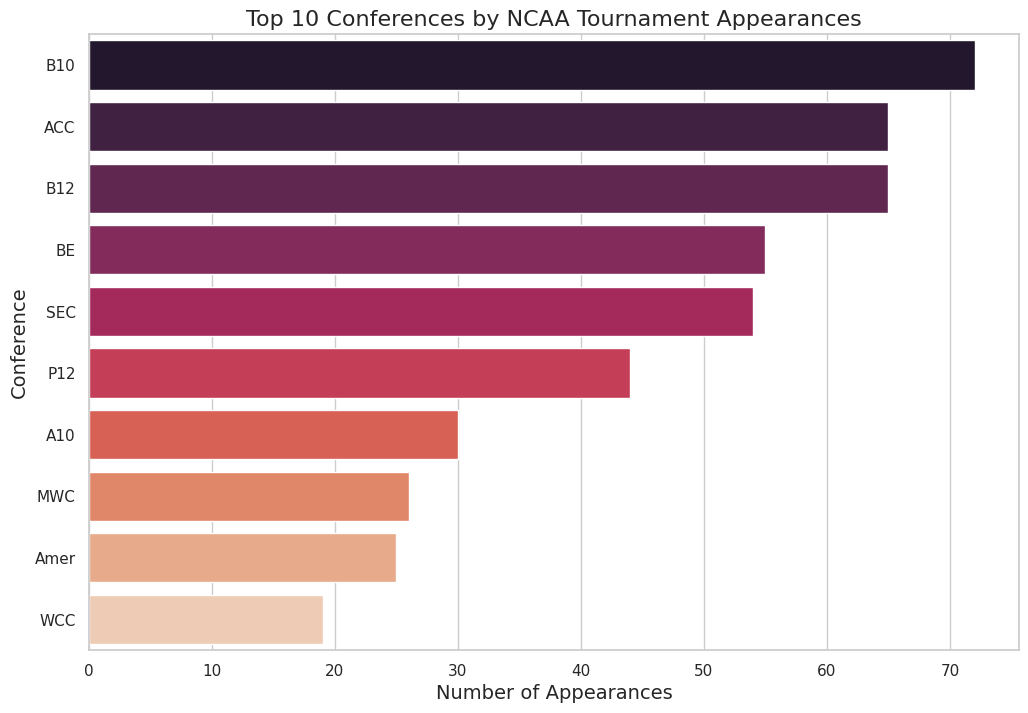 Top 10 Conferences by NCAA Tournament Appearances
Conference
B10
ACC
B12
BE
SEC
P12
A10
MWC
Amer
WCC
0 10 20 30 40 50 60 70
Number of Appearances